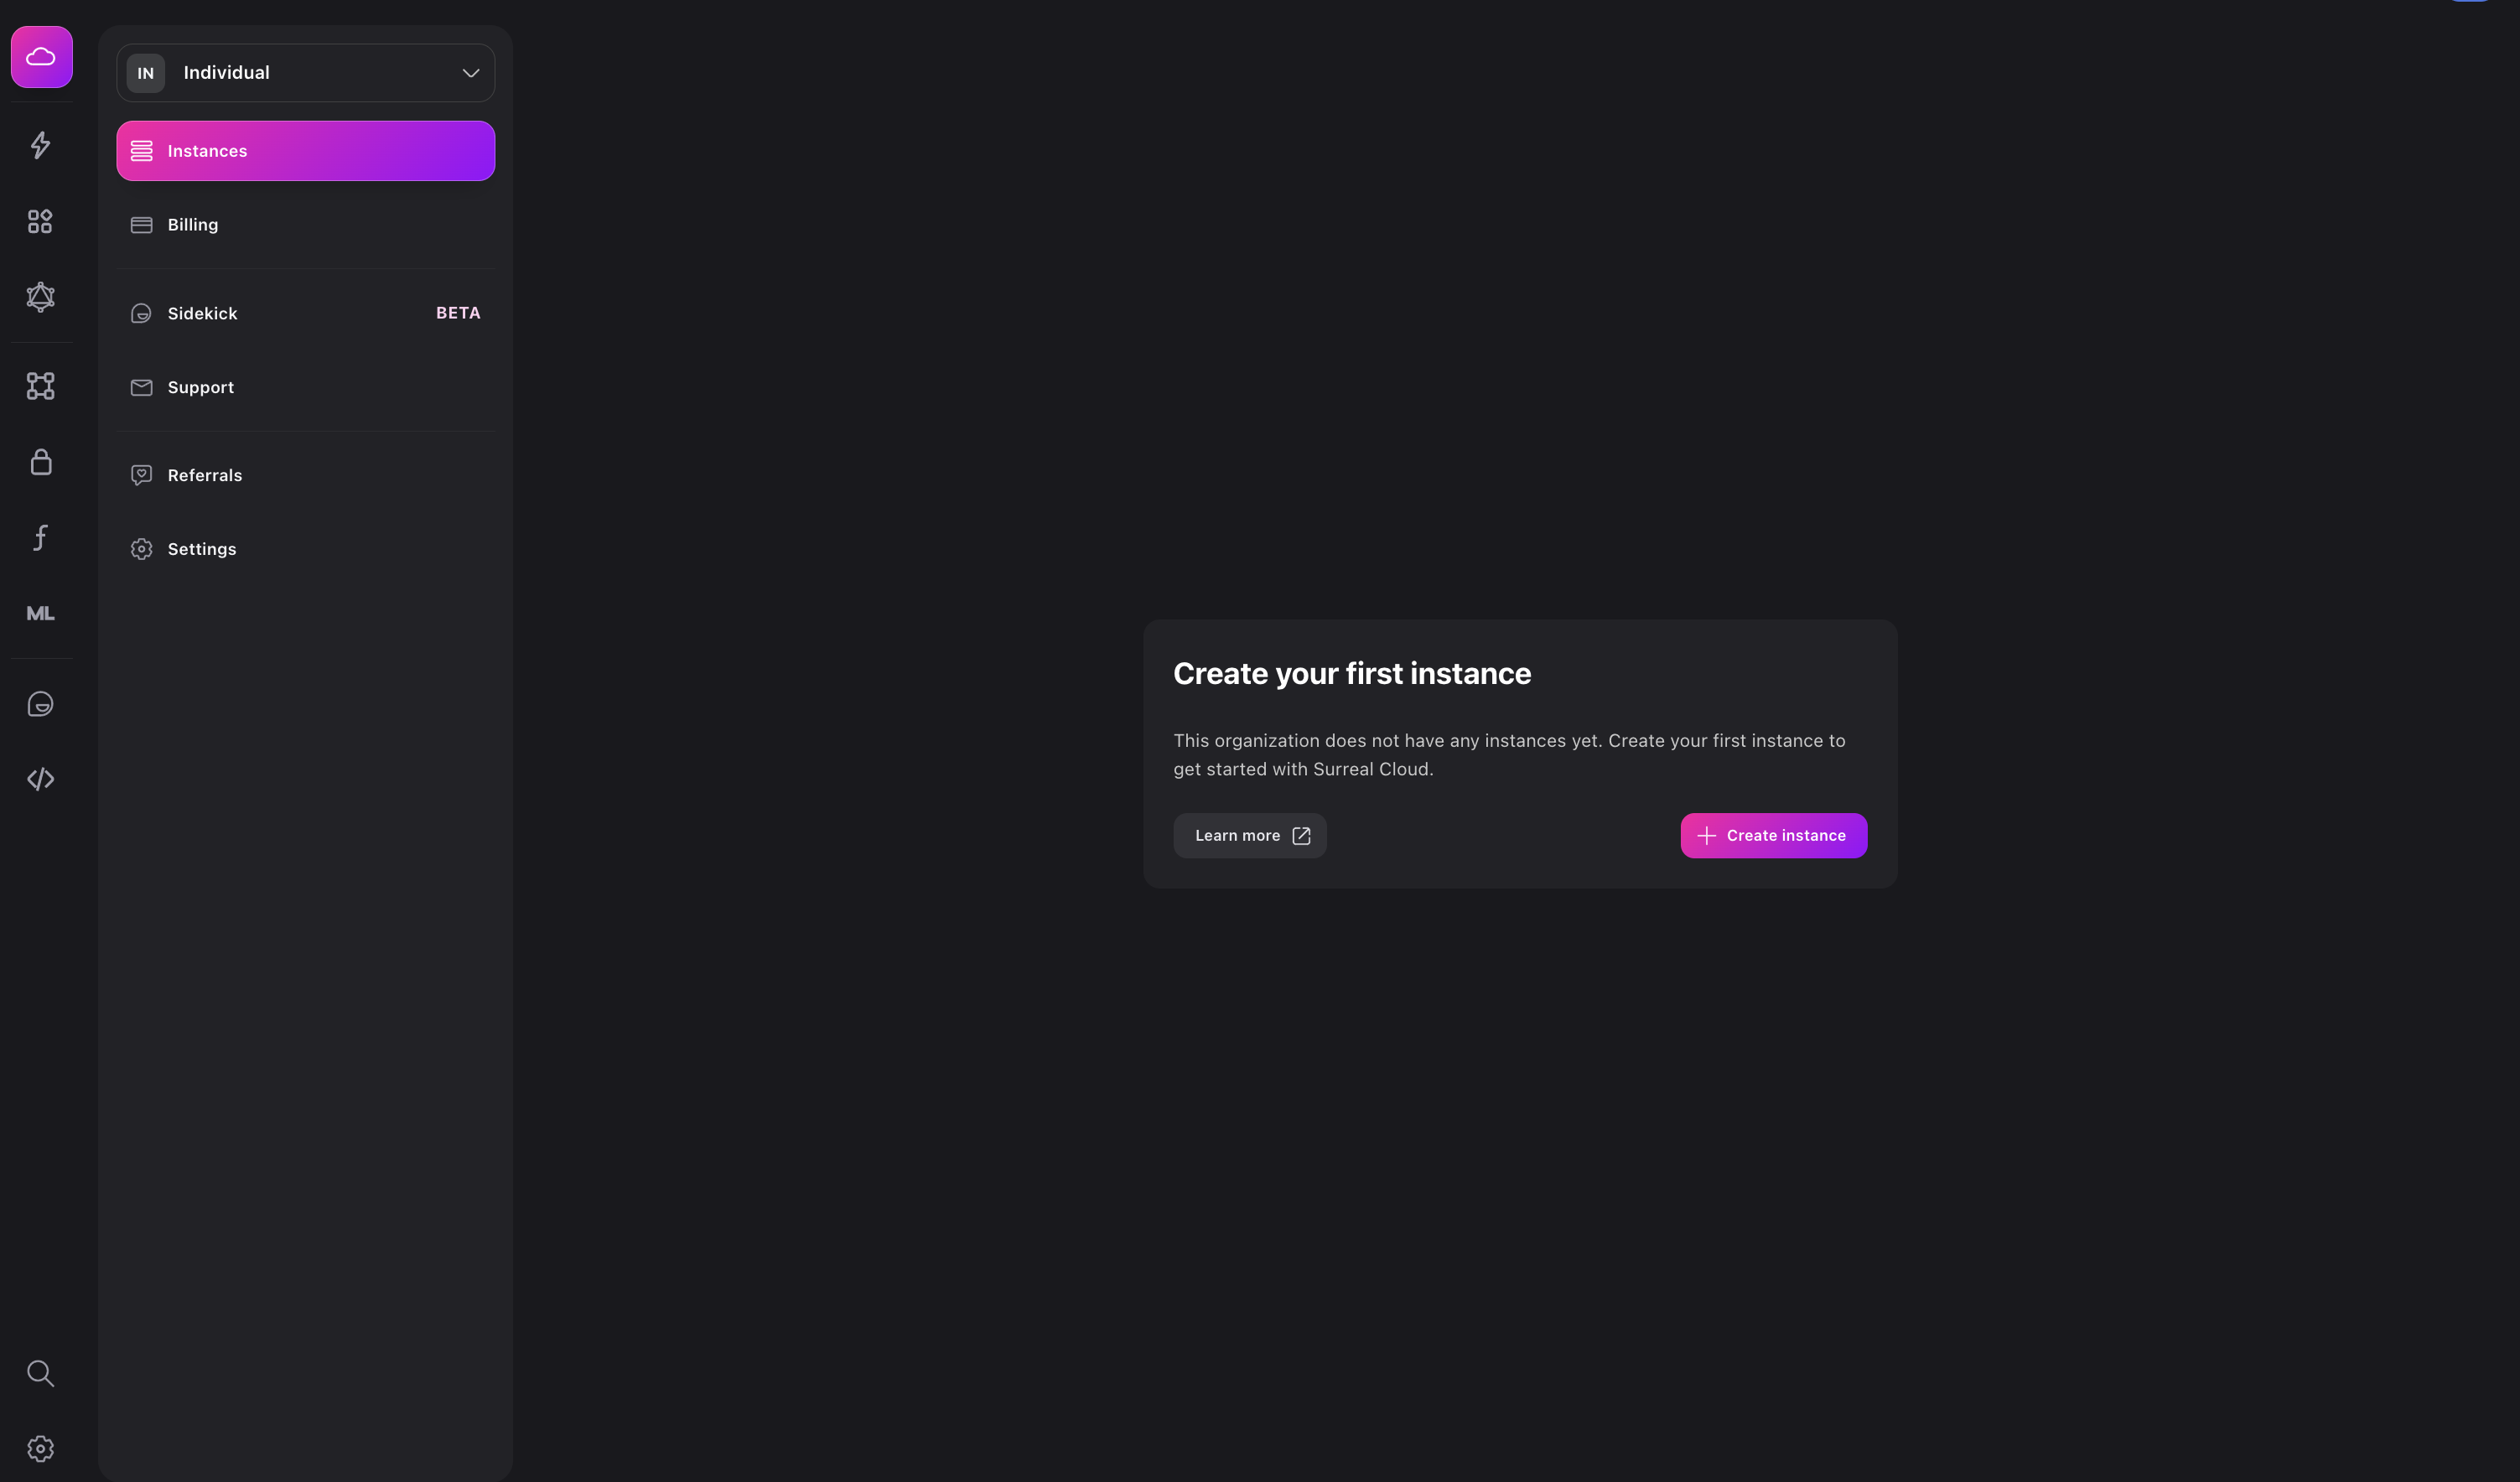 IN Individual
Instances
Billing
Sidekick BETA
Support
Referrals
Settings
ML
Create your first instance
This organization does not have any instances yet. Create your first instance to
get started with Surreal Cloud.
Learn more
Create instance